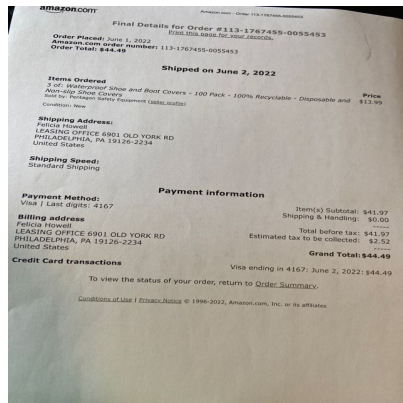 amazon.com
Amazon.com - Order 113-1767455-0055453
Final Details for Order #113-1767455-0055453
Print this page for your records.
Order Placed: June 1, 2022
Amazon.com order number: 113-1767455-0055453
Order Total: $44.49
Shipped on June 2, 2022
Items Ordered Price
3 of: Waterproof Shoe and Boot Covers - 100 Pack - 100% Recyclable - Disposable and $13.99
Non-slip Shoe Covers
Sold by: Pentagon Safety Equipment (seller profile)
Condition: New
Shipping Address:
Felicia Howell
LEASING OFFICE 6901 OLD YORK RD
PHILADELPHIA, PA 19126-2234
United States
Shipping Speed:
Standard Shipping
Payment information
Payment Method:
Visa | Last digits: 4167
Billing address
Felicia Howell
LEASING OFFICE 6901 OLD YORK RD
PHILADELPHIA, PA 19126-2234
United States
Item(s) Subtotal: $41.97
Shipping & Handling: $0.00
-----
Total before tax: $41.97
Estimated tax to be collected: $2.52
-----
Grand Total: $44.49
Credit Card transactions
Visa ending in 4167: June 2, 2022: $44.49
To view the status of your order, return to Order Summary.
Conditions of Use | Privacy Notice © 1996-2022, Amazon.com, Inc. or its affiliates